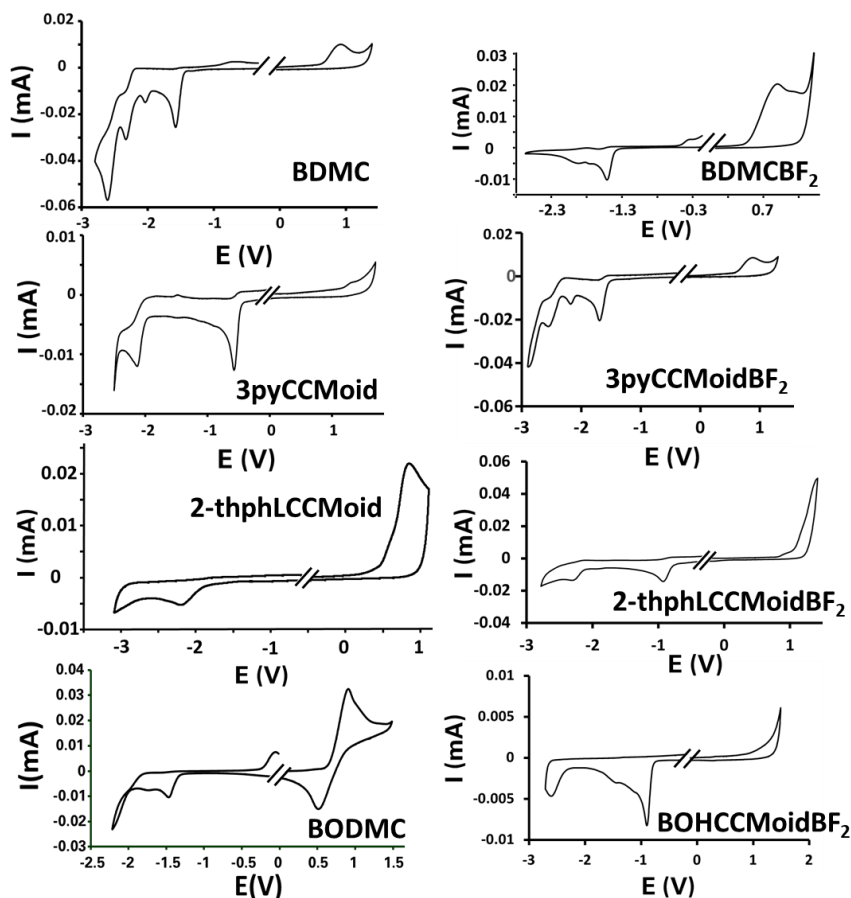 0.02
0
-0.02
-0.04
-0.06
I (mA)
BDMC
-3 -2 -1 0 1
E (V)
0.03
0.02
0.01
0
-0.01
I (mA)
BDMCBF2
-2.3 -1.3 -0.3 0.7
E (V)
0.01
0
-0.01
-0.02
I (mA)
3pyCCMoid
-3 -2 -1 0 1
E (V)
0.02
0
-0.02
-0.04
-0.06
I (mA)
3pyCCMoidBF2
-3 -2 -1 0 1
E (V)
0.02
0.01
0
-0.01
I (mA)
2-thphLCCMoid
-3 -2 -1 0 1
E (V)
0.06
0.04
0.02
0
-0.02
-0.04
I (mA)
2-thphLCCMoidBF2
-3 -2 -1 0 1
E (V)
0.04
0.03
0.02
0.01
0
-0.01
-0.02
-0.03
I(mA)
BODMC
-2.5 -2 -1.5 -1 -0.5 0 0.5 1 1.5
E(V)
0.01
0.005
0
-0.005
-0.01
I (mA)
BOHCCMoidBF2
-3 -2 -1 0 1 2
E (V)